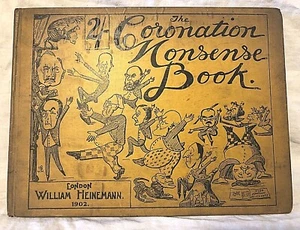 The
Coronation
Nonsense
Book.
LONDON
WILLIAM HEINEMANN.
1902.